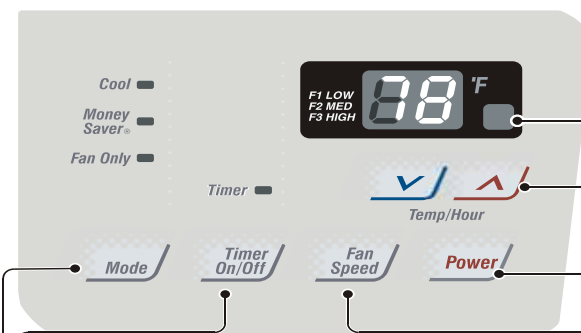 F1 LOW
F2 MED
F3 HIGH
78
°F
Cool
Money
Saver®
Fan Only
Timer
Temp/Hour
Mode
Timer
On/Off
Fan
Speed
Power